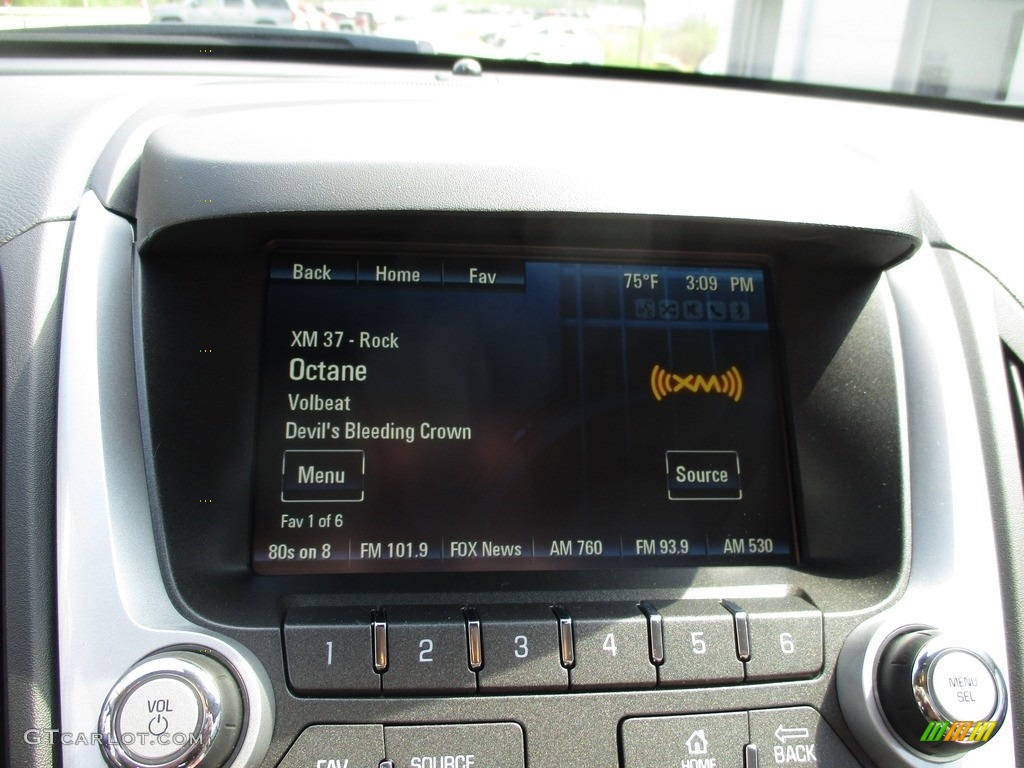 Back Home Fav 75°F 3:09 PM
XM 37 - Rock
Octane
Volbeat
Devil's Bleeding Crown
XM
Menu Source
Fav 1 of 6
80s on 8 FM 101.9 FOX News AM 760 FM 93.9 AM 530
1 2 3 4 5 6
VOL
MENU
SEL
FAV SOURCE HOME BACK
GTcarlot.com